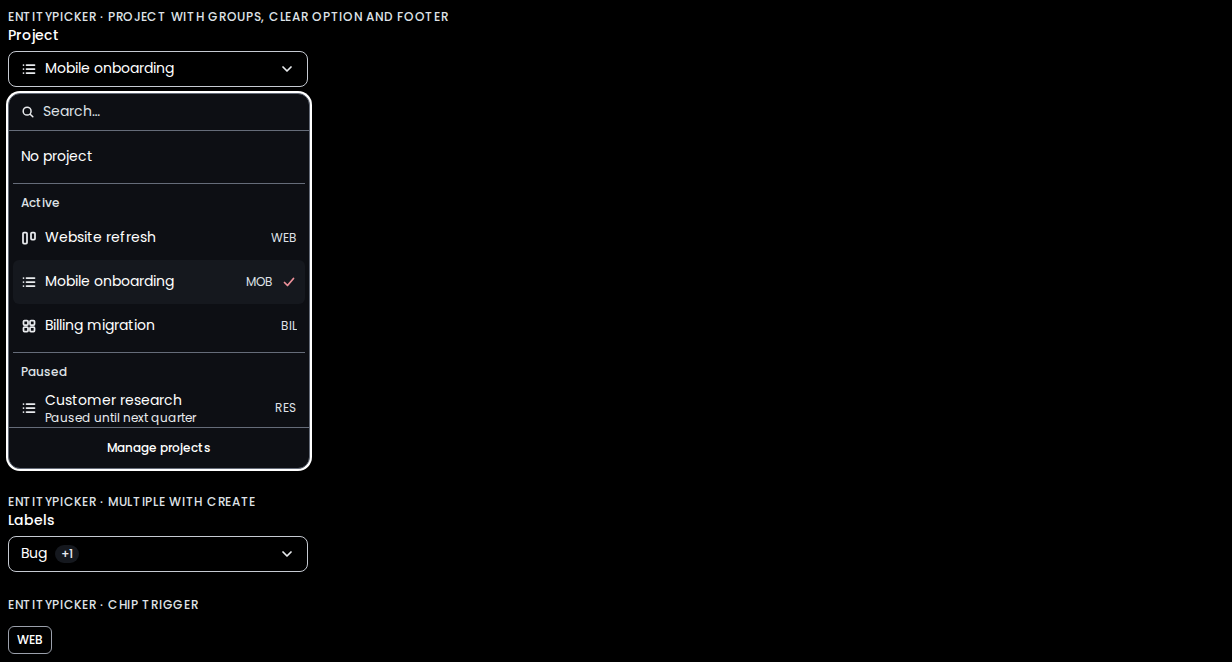 ENTITYPICKER · PROJECT WITH GROUPS, CLEAR OPTION AND FOOTER
Project
Mobile onboarding
Search...
No project
Active
Website refresh WEB
Mobile onboarding MOB
Billing migration BIL
Paused
Customer research RES
Paused until next quarter
Manage projects
ENTITYPICKER · MULTIPLE WITH CREATE
Labels
Bug +1
ENTITYPICKER · CHIP TRIGGER
WEB